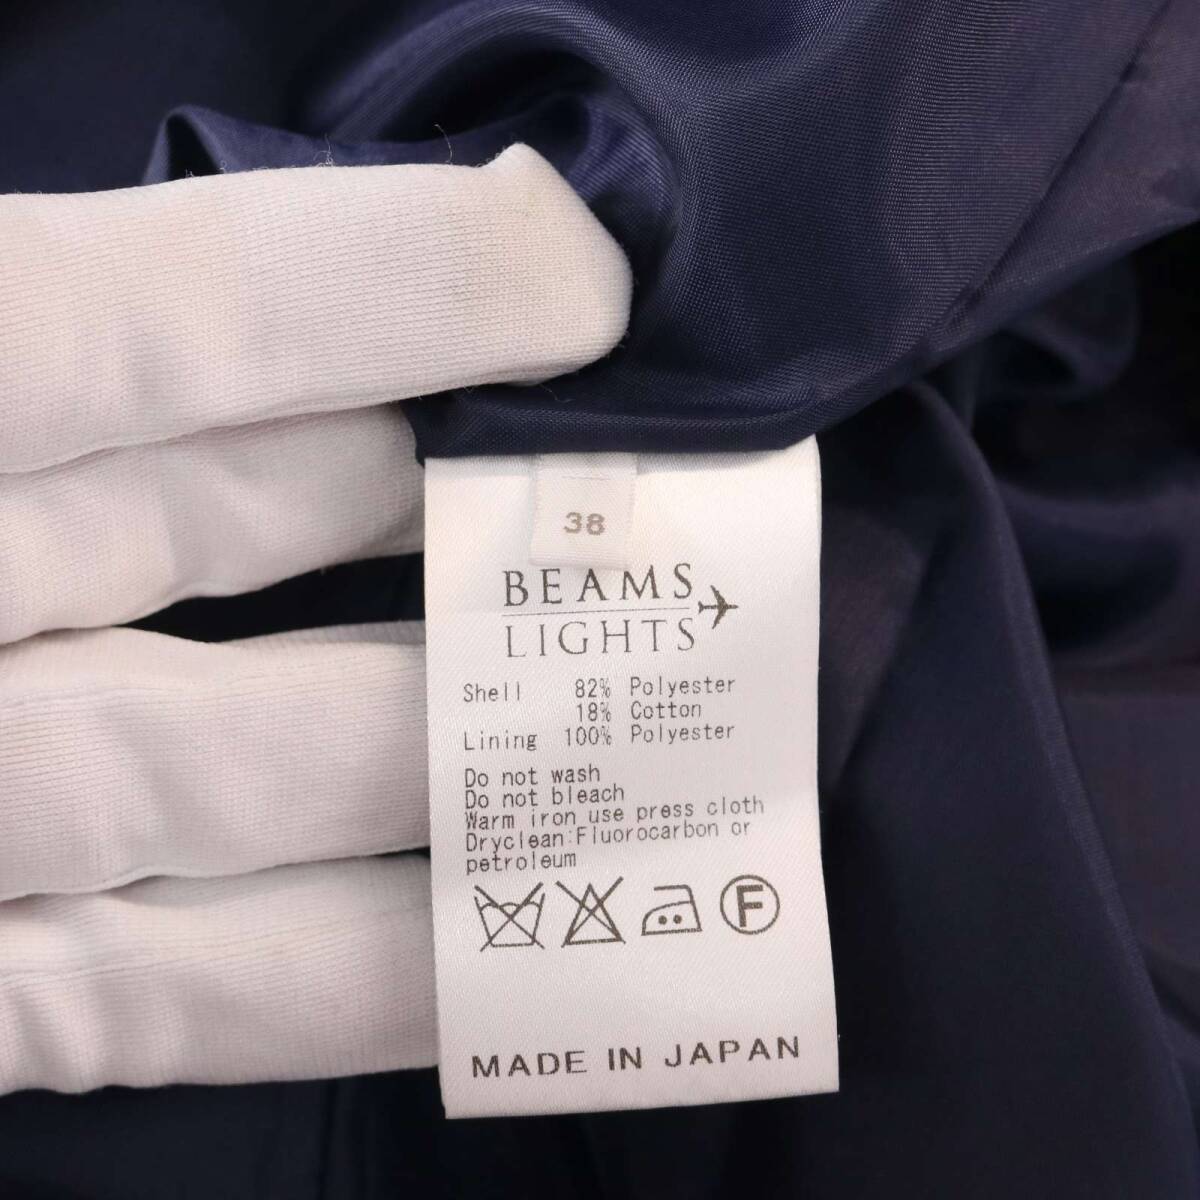 38
BEAMS
LIGHTS
Shell 82% Polyester
18% Cotton
Lining 100% Polyester
Do not wash
Do not bleach
Warm iron use press cloth
Dryclean:Fluorocarbon or
petroleum
F
MADE IN JAPAN